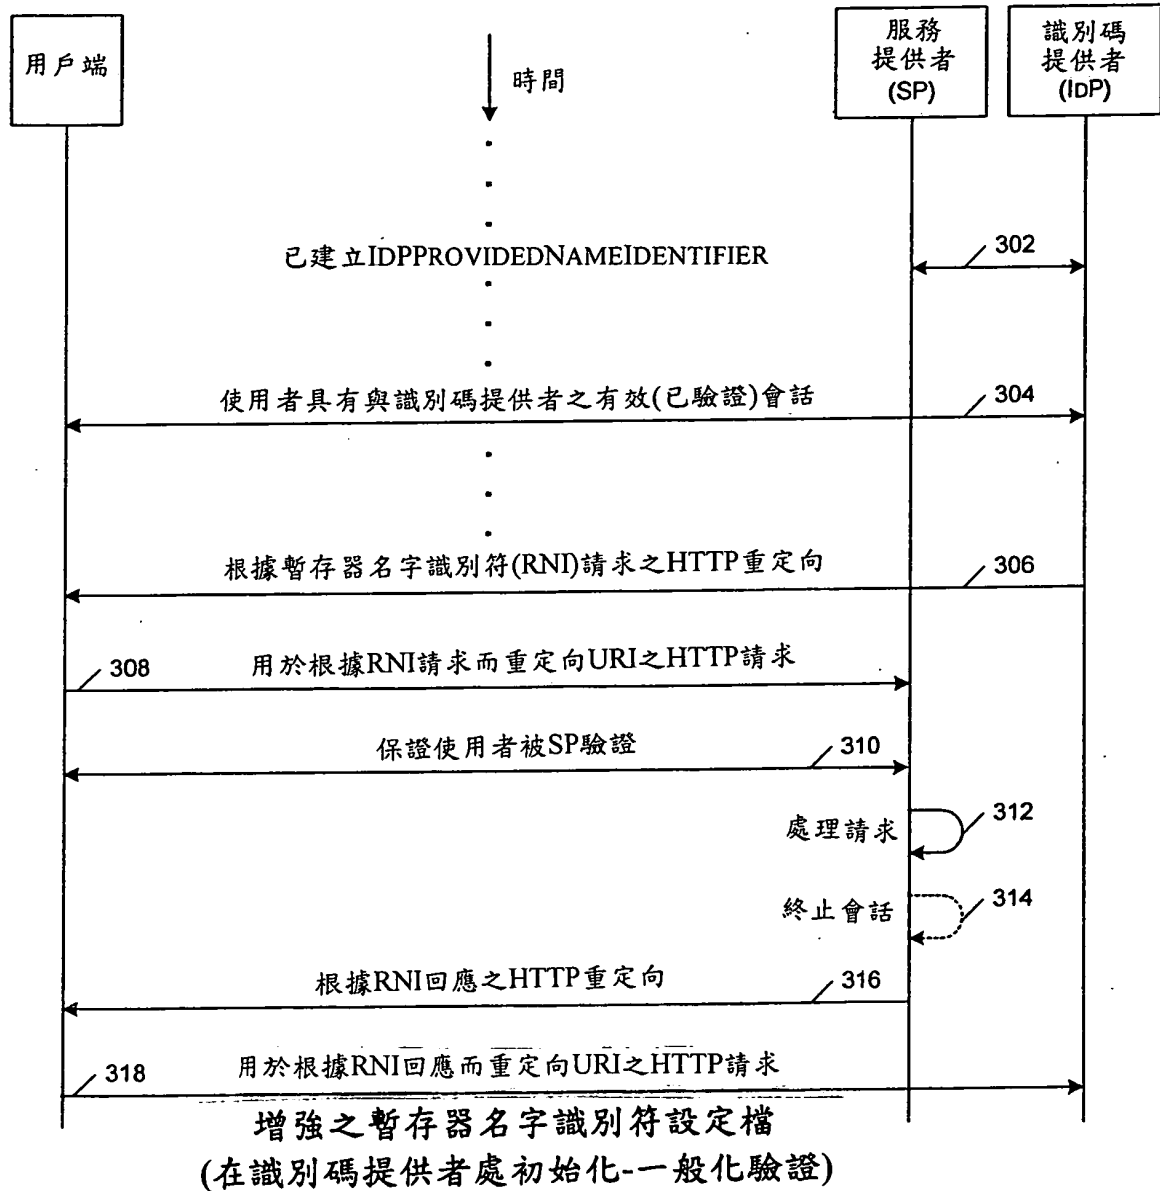 用戶端
時間
服務
提供者
(SP)
識別碼
提供者
(IDP)
已建立IDPPROVIDEDNAMEIDENTIFIER
302
使用者具有與識別碼提供者之有效(已驗證)會話
304
根據暫存器名字識別符(RNI)請求之HTTP重定向
306
308
用於根據RNI請求而重定向URI之HTTP請求
保證使用者被SP驗證
310
處理請求
312
終止會話
314
根據RNI回應之HTTP重定向
316
318
用於根據RNI回應而重定向URI之HTTP請求
增強之暫存器名字識別符設定檔
(在識別碼提供者處初始化-一般化驗證)